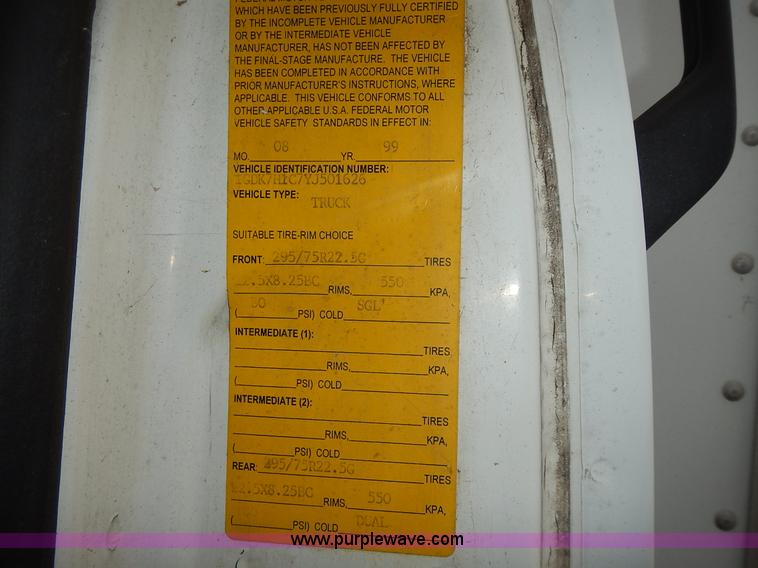 WHICH HAVE BEEN PREVIOUSLY FULLY CERTIFIED
BY THE INCOMPLETE VEHICLE MANUFACTURER
OR BY THE INTERMEDIATE VEHICLE
MANUFACTURER, HAS NOT BEEN AFFECTED BY
THE FINAL-STAGE MANUFACTURE. THE VEHICLE
HAS BEEN COMPLETED IN ACCORDANCE WITH
PRIOR MANUFACTURER'S INSTRUCTIONS, WHERE
APPLICABLE. THIS VEHICLE CONFORMS TO ALL
OTHER APPLICABLE U.S.A. FEDERAL MOTOR
VEHICLE SAFETY STANDARDS IN EFFECT IN:
MO. 08 YR. 99
VEHICLE IDENTIFICATION NUMBER:
VEHICLE TYPE:
TRUCK
SUITABLE TIRE-RIM CHOICE
FRONT: 295/75R22.5G TIRES
RIMS, 550 KPA,
( PSI) COLD SGL
INTERMEDIATE (1):
TIRES
RIMS, KPA,
( PSI) COLD
INTERMEDIATE (2):
TIRES
RIMS, KPA,
( PSI) COLD
REAR: 295/75R22.5G TIRES
RIMS, 550 KPA,
( PSI) COLD DUAL
www.purplewave.com